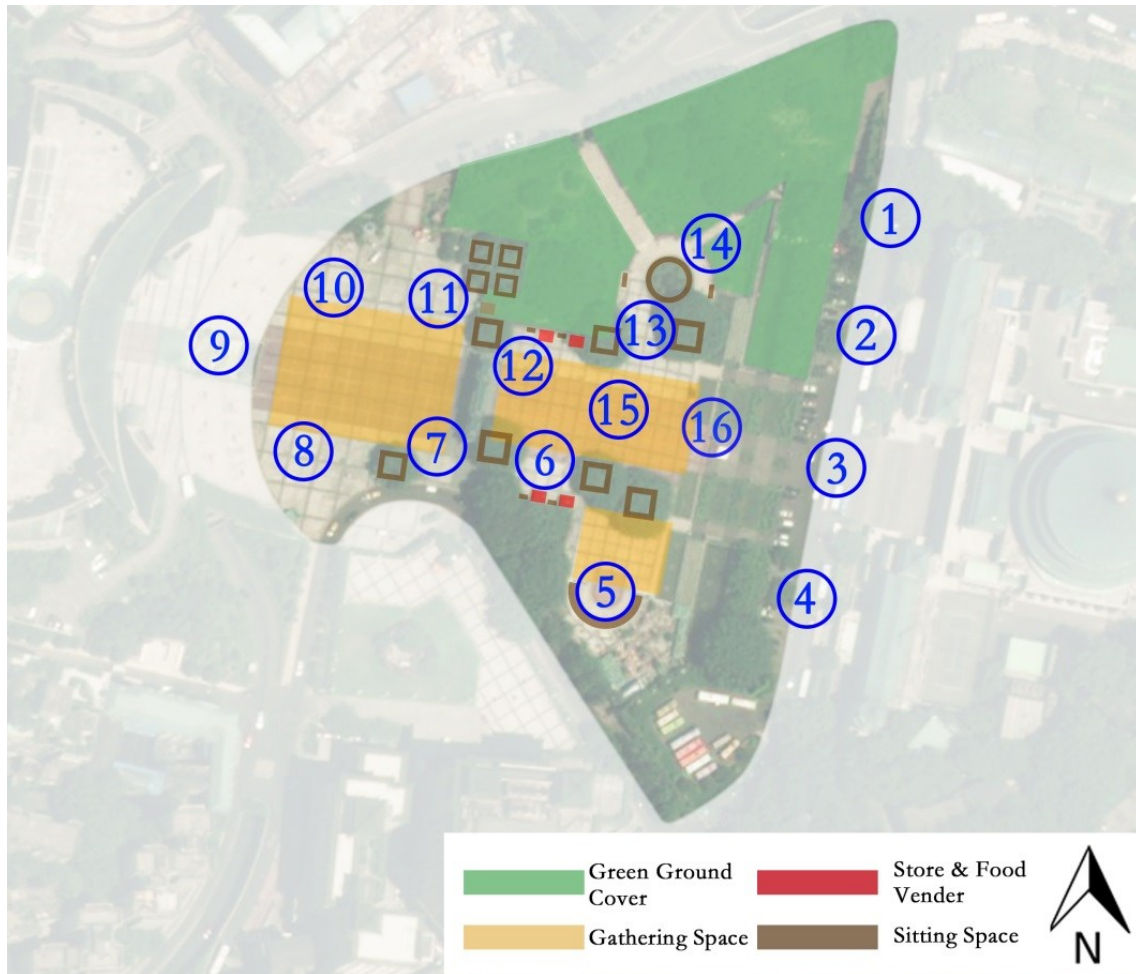 1
14
10
11
13
2
9
12
15
16
8
7
6
3
5
4
Green Ground
Cover
Store & Food
Vender
Gathering Space
Sitting Space
N